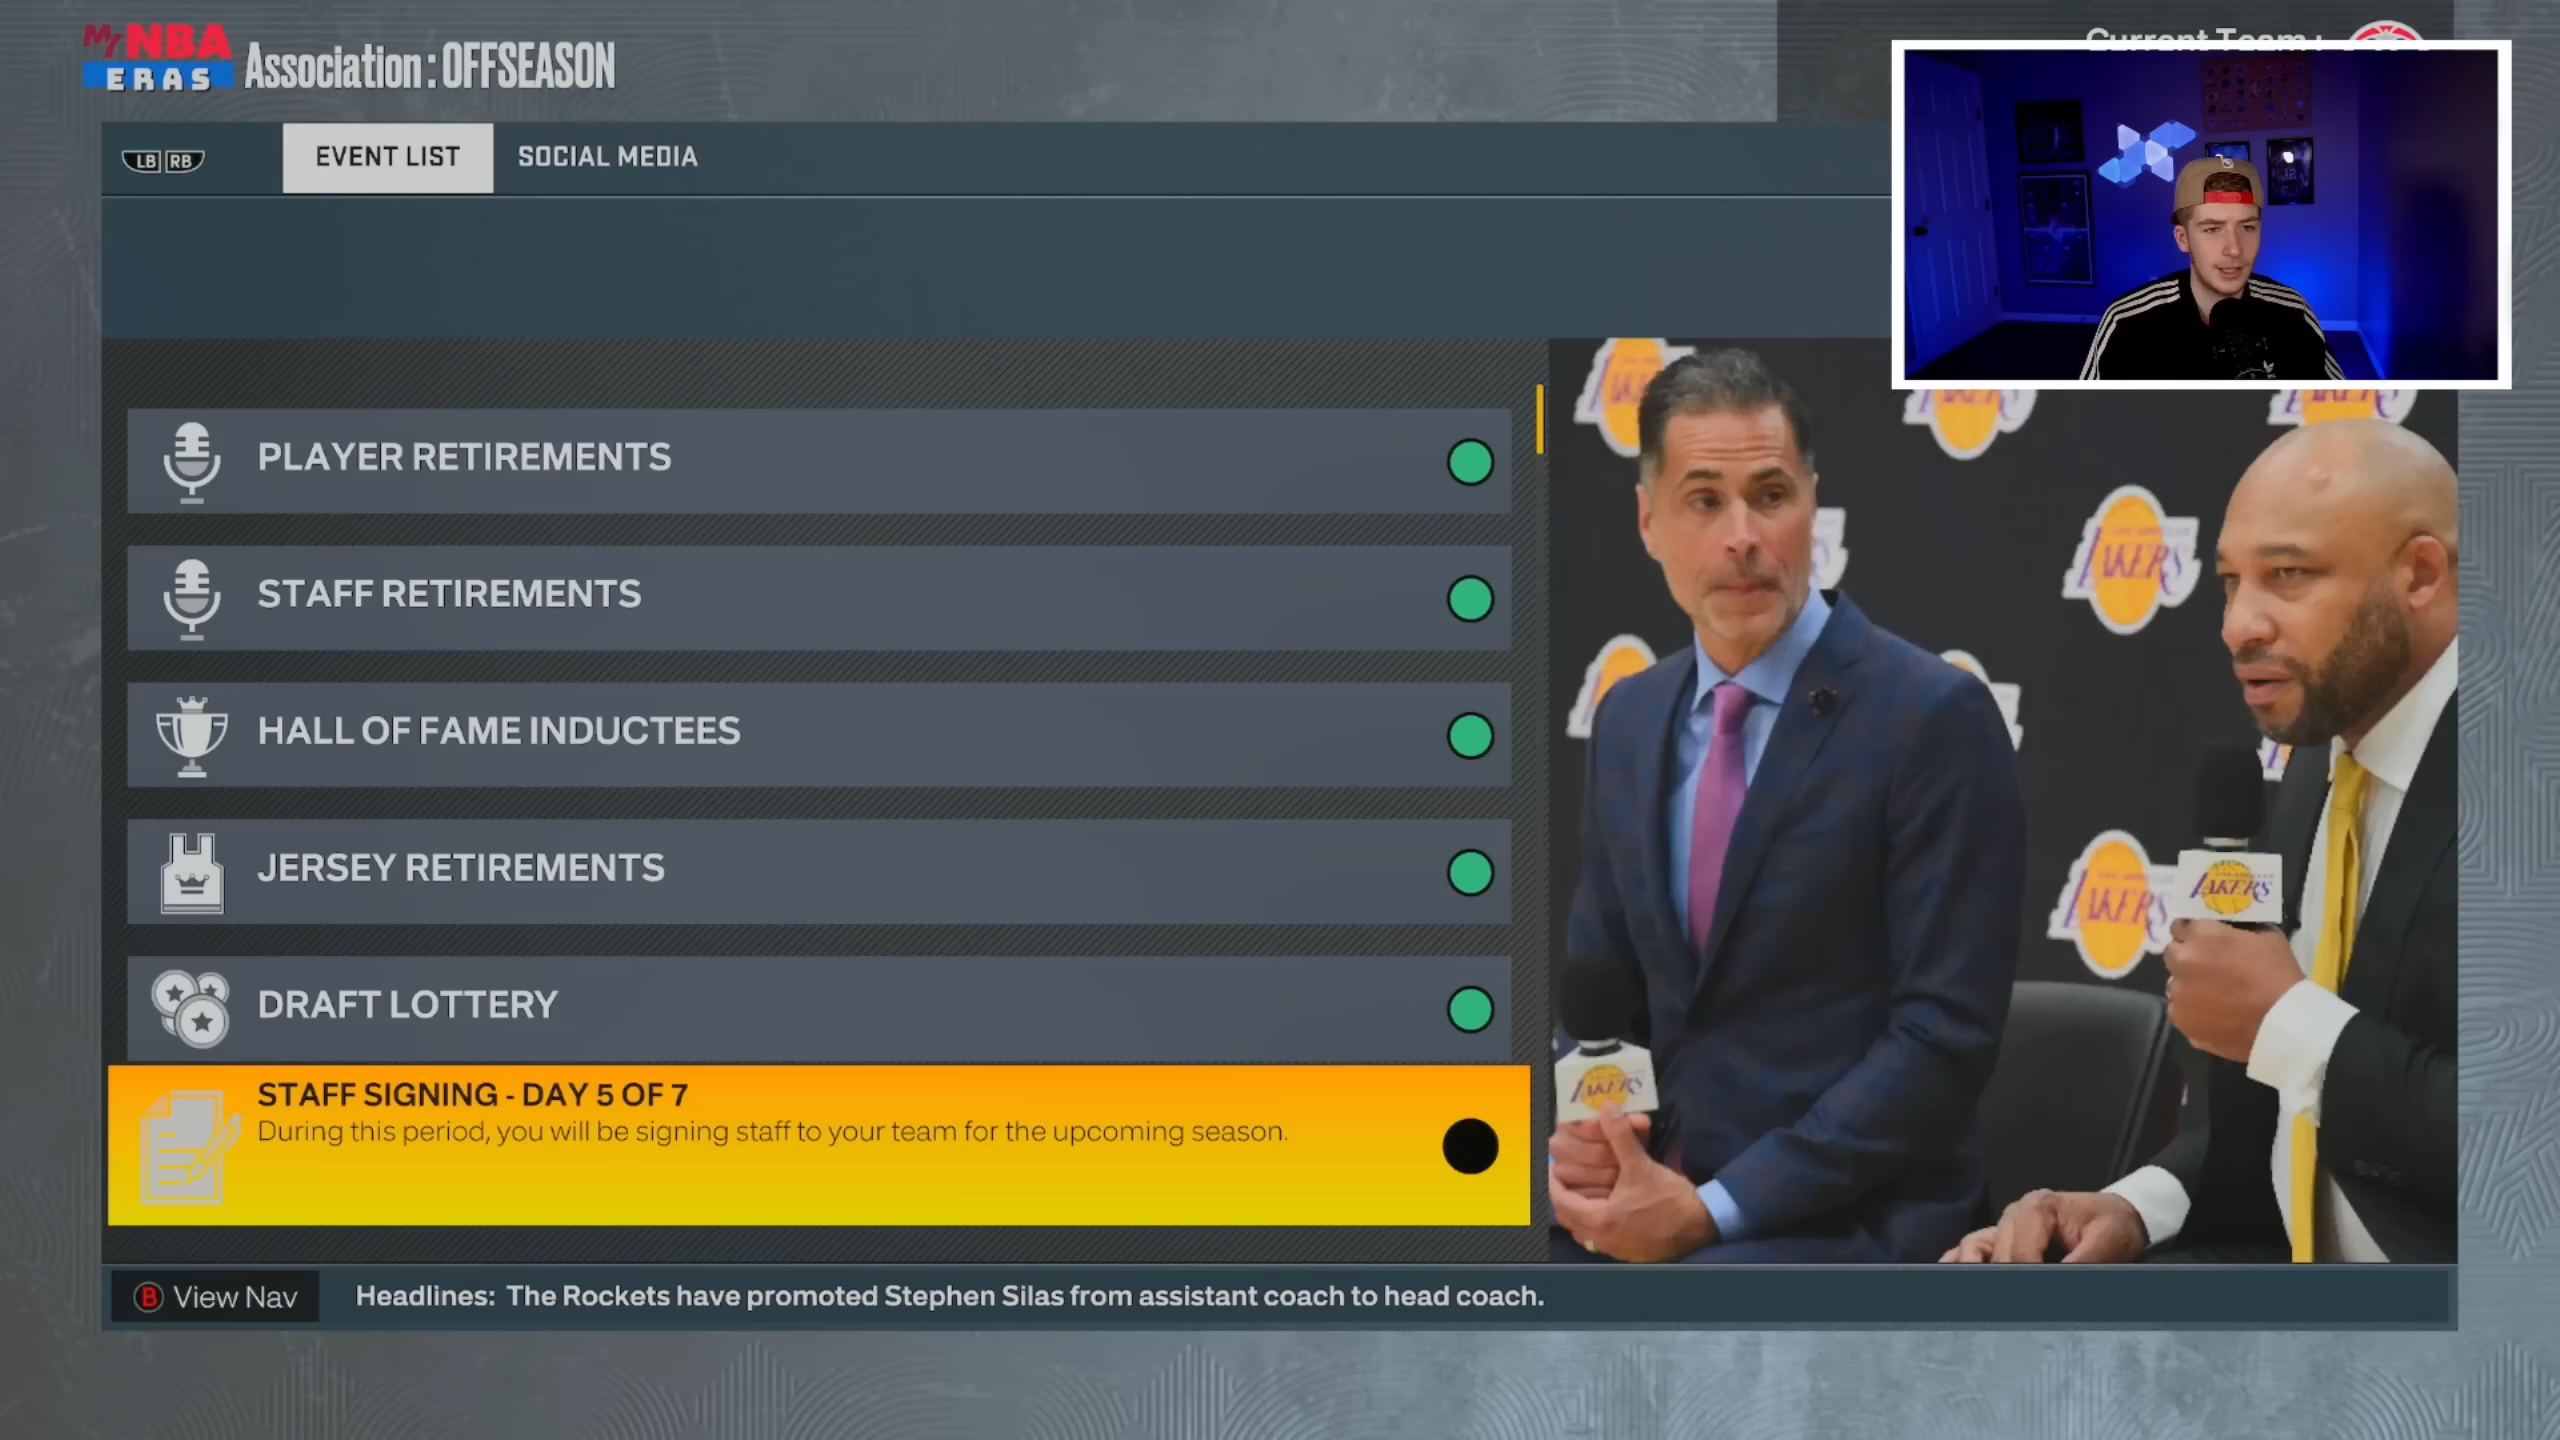 MyNBA
ERAS
Association: OFFSEASON
Current Team:
LB RB
EVENT LIST
SOCIAL MEDIA
PLAYER RETIREMENTS
STAFF RETIREMENTS
HALL OF FAME INDUCTEES
JERSEY RETIREMENTS
DRAFT LOTTERY
STAFF SIGNING - DAY 5 OF 7
During this period, you will be signing staff to your team for the upcoming season.
LAKERS
LAKERS
LAKERS
LAKERS
B View Nav
Headlines: The Rockets have promoted Stephen Silas from assistant coach to head coach.